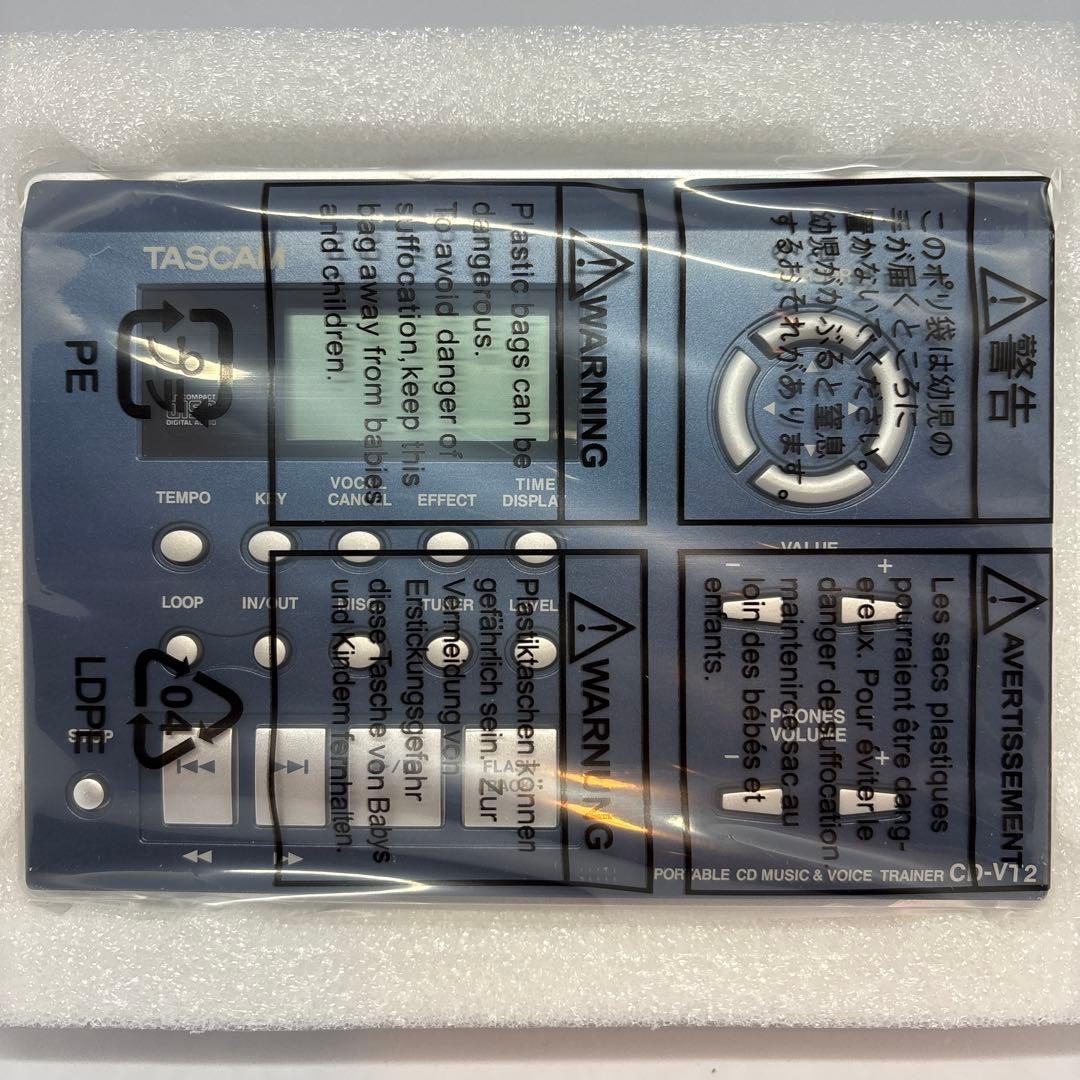 TASCAM
COMPACT
disc
DIGITAL AUDIO
TEMPO
KEY
VOCAL
CANCEL
EFFECT
TIME
DISPLAY
LOOP
IN/OUT
DISC
TUNER
LEVEL
VALUE
− +
PHONES
VOLUME
− +
FLASH
BACK
PORTABLE CD MUSIC & VOICE TRAINER CD-VT2
PE
04
LDPE
WARNING
Plastic bags can be
dangerous.
To avoid danger of
suffocation, keep this
bag away from babies
and children.
警告
このポリ袋は幼児の
手が届くところに
置かないでください。
幼児がかぶると窒息
するおそれがあります。
WARNUNG
Plastiktaschen können
gefährlich sein. Zur
Vermeidung von
Erstickungsgefahr
diese Tasche von Babys
und Kindern fernhalten.
AVERTISSEMENT
Les sacs plastiques
pourraient être dang-
ereux. Pour éviter le
danger de suffocation
maintenir le sac au
loin des bébés et
enfants.